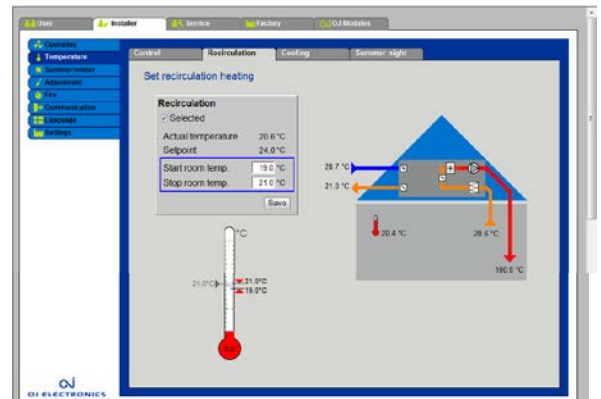 User
Installer
Service
Factory
OJ Modules
Operating
Temperature
Summer/winter
Adjustment
Fire
Communication
Language
Settings
Control
Recirculation
Cooling
Summer night
Set recirculation heating
Recirculation
Selected
Actual temperature 20.6 °C
Setpoint 24.0 °C
Start room temp. 19.0 °C
Stop room temp. 21.0 °C
Save
20.7 °C
21.0 °C
20.4 °C
20.6 °C
100.0 °C
°C
21.0°C
21.0°C
19.0°C
OJ ELECTRONICS